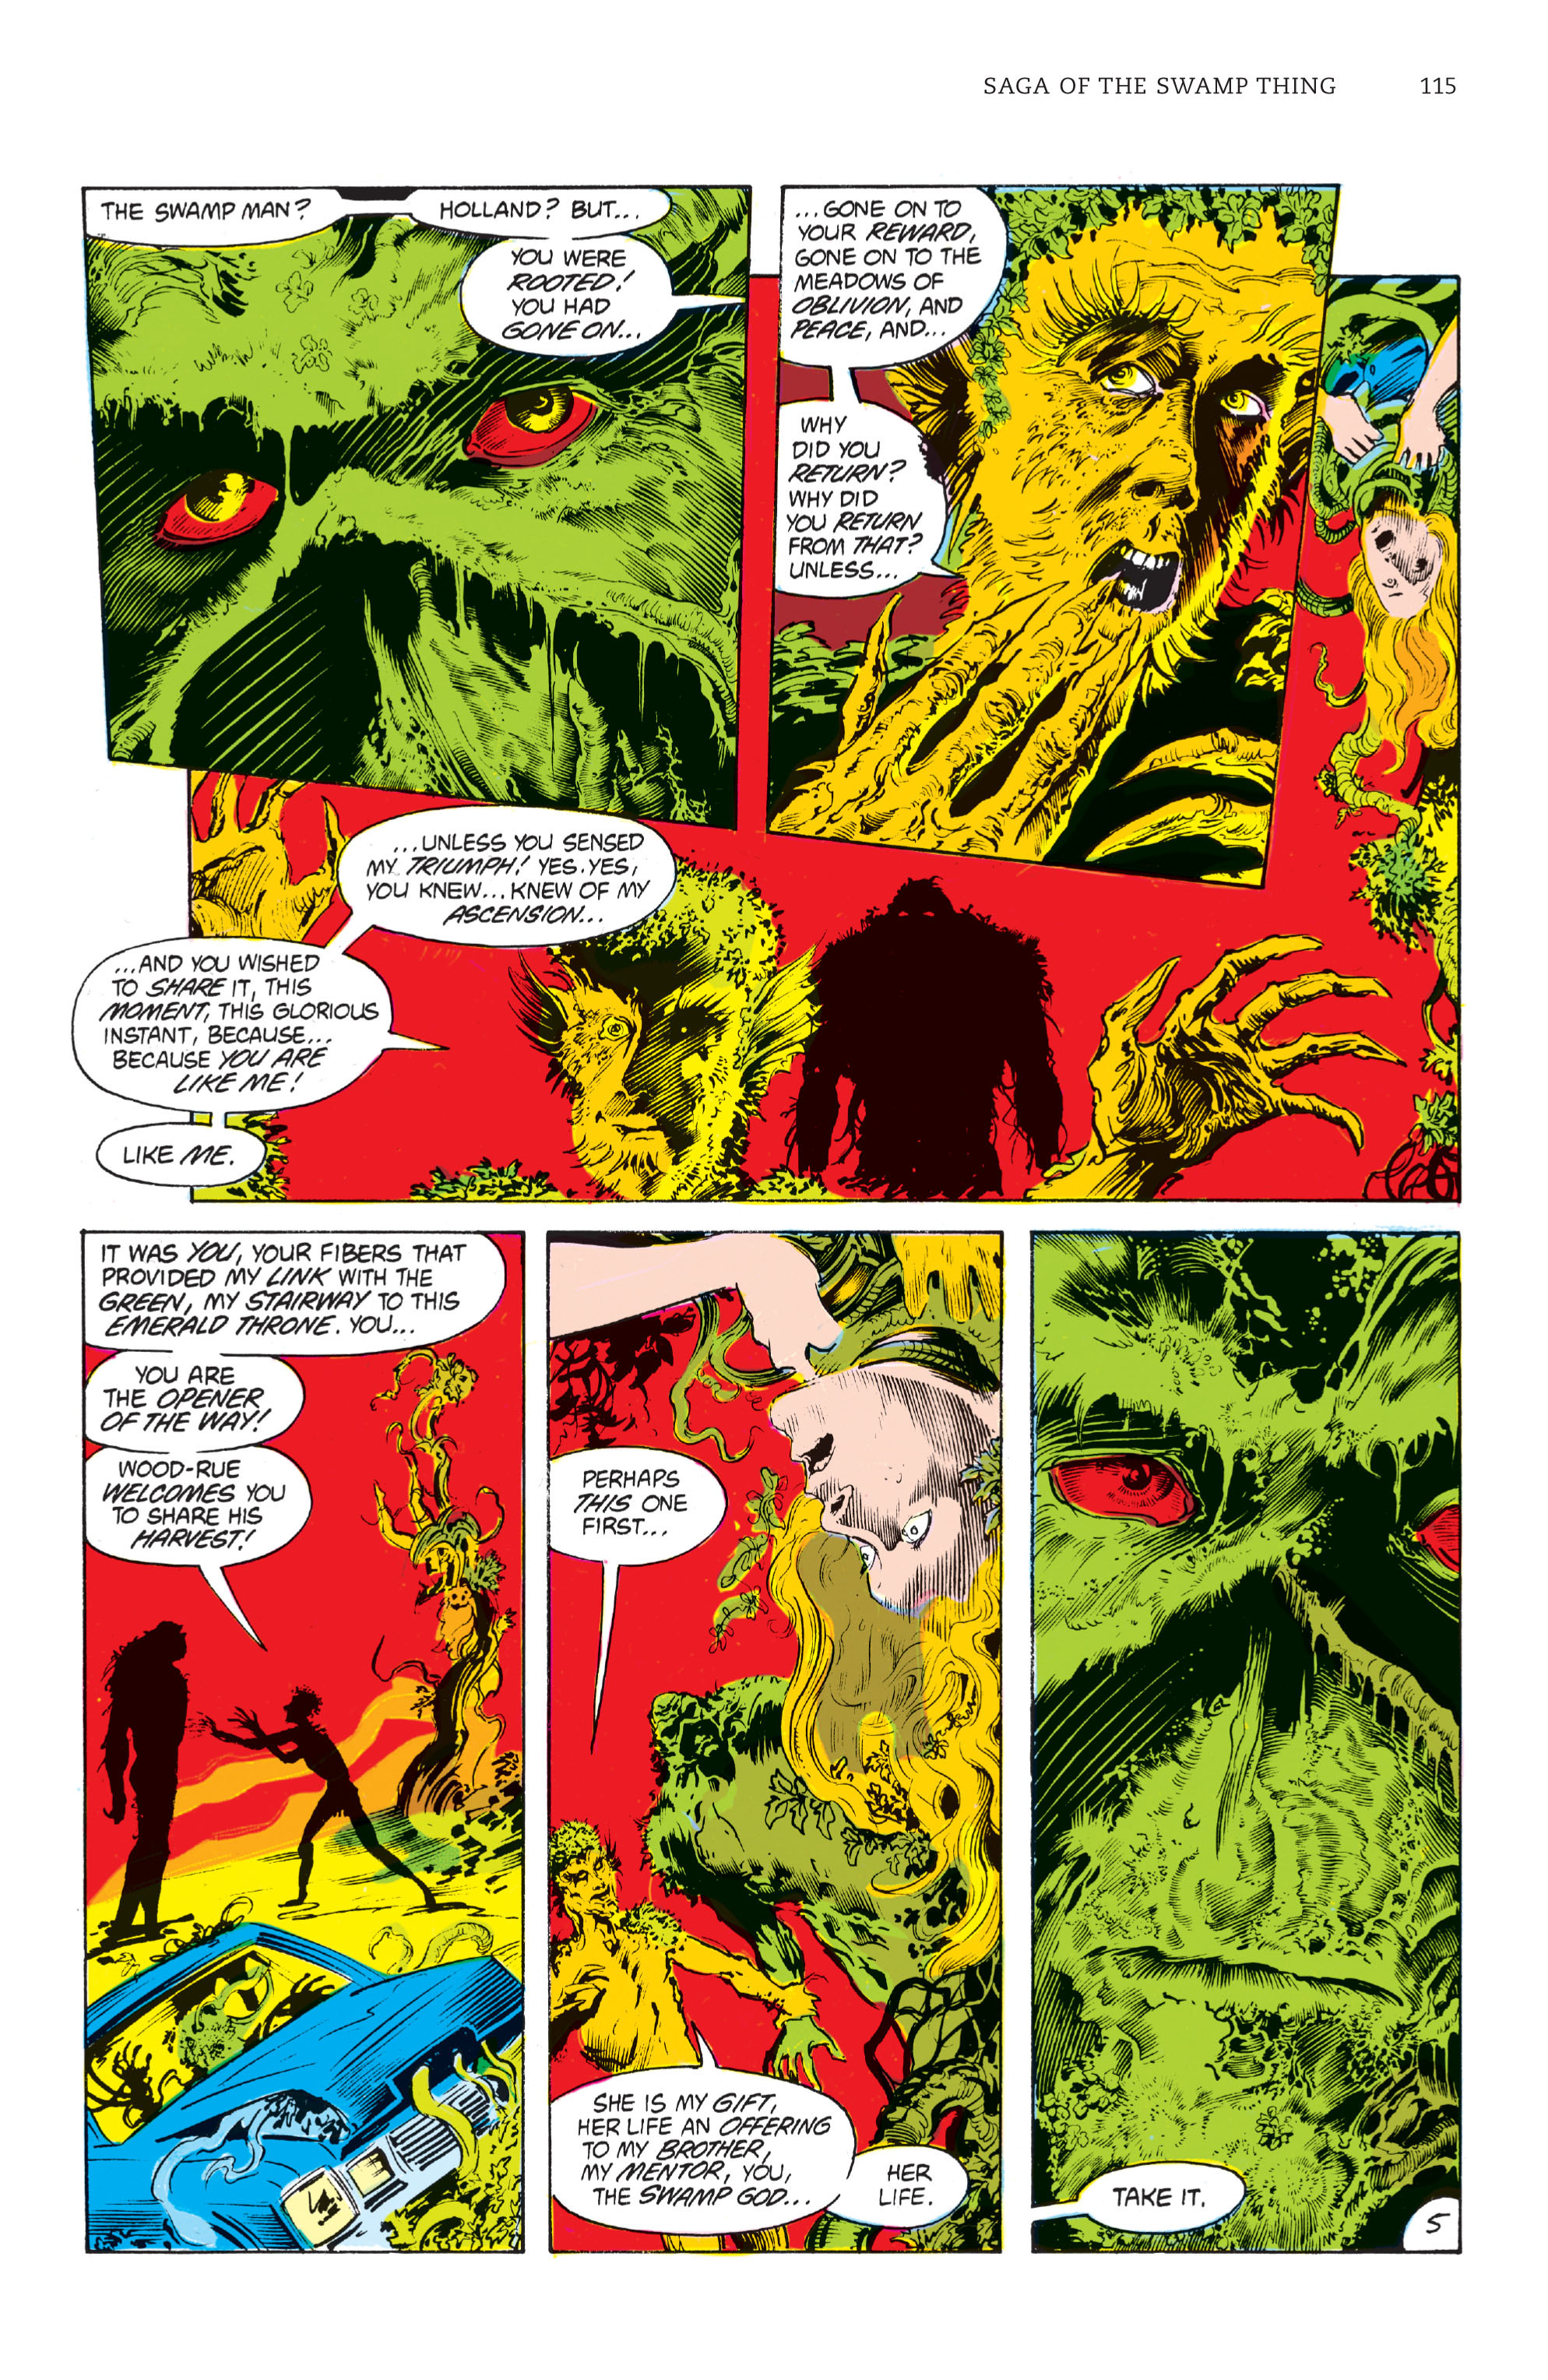 SAGA OF THE SWAMP THING 115
THE SWAMP MAN?
HOLLAND? BUT...
YOU WERE
ROOTED!
YOU HAD
GONE ON...
...GONE ON TO
YOUR REWARD,
GONE ON TO THE
MEADOWS OF
OBLIVION, AND
PEACE, AND...
WHY
DID YOU
RETURN?
WHY DID
YOU RETURN
FROM THAT?
UNLESS...
...UNLESS YOU SENSED
MY TRIUMPH! YES. YES,
YOU KNEW... KNEW OF MY
ASCENSION...
...AND YOU WISHED
TO SHARE IT, THIS
MOMENT, THIS GLORIOUS
INSTANT, BECAUSE...
BECAUSE YOU ARE
LIKE ME!
LIKE ME.
IT WAS YOU, YOUR FIBERS THAT
PROVIDED MY LINK WITH THE
GREEN, MY STAIRWAY TO THIS
EMERALD THRONE. YOU...
YOU ARE
THE OPENER
OF THE WAY!
WOOD-RUE
WELCOMES YOU
TO SHARE HIS
HARVEST!
PERHAPS
THIS ONE
FIRST...
SHE IS MY GIFT,
HER LIFE AN OFFERING
TO MY BROTHER,
MY MENTOR, YOU,
THE SWAMP GOD...
HER
LIFE.
TAKE IT.
5